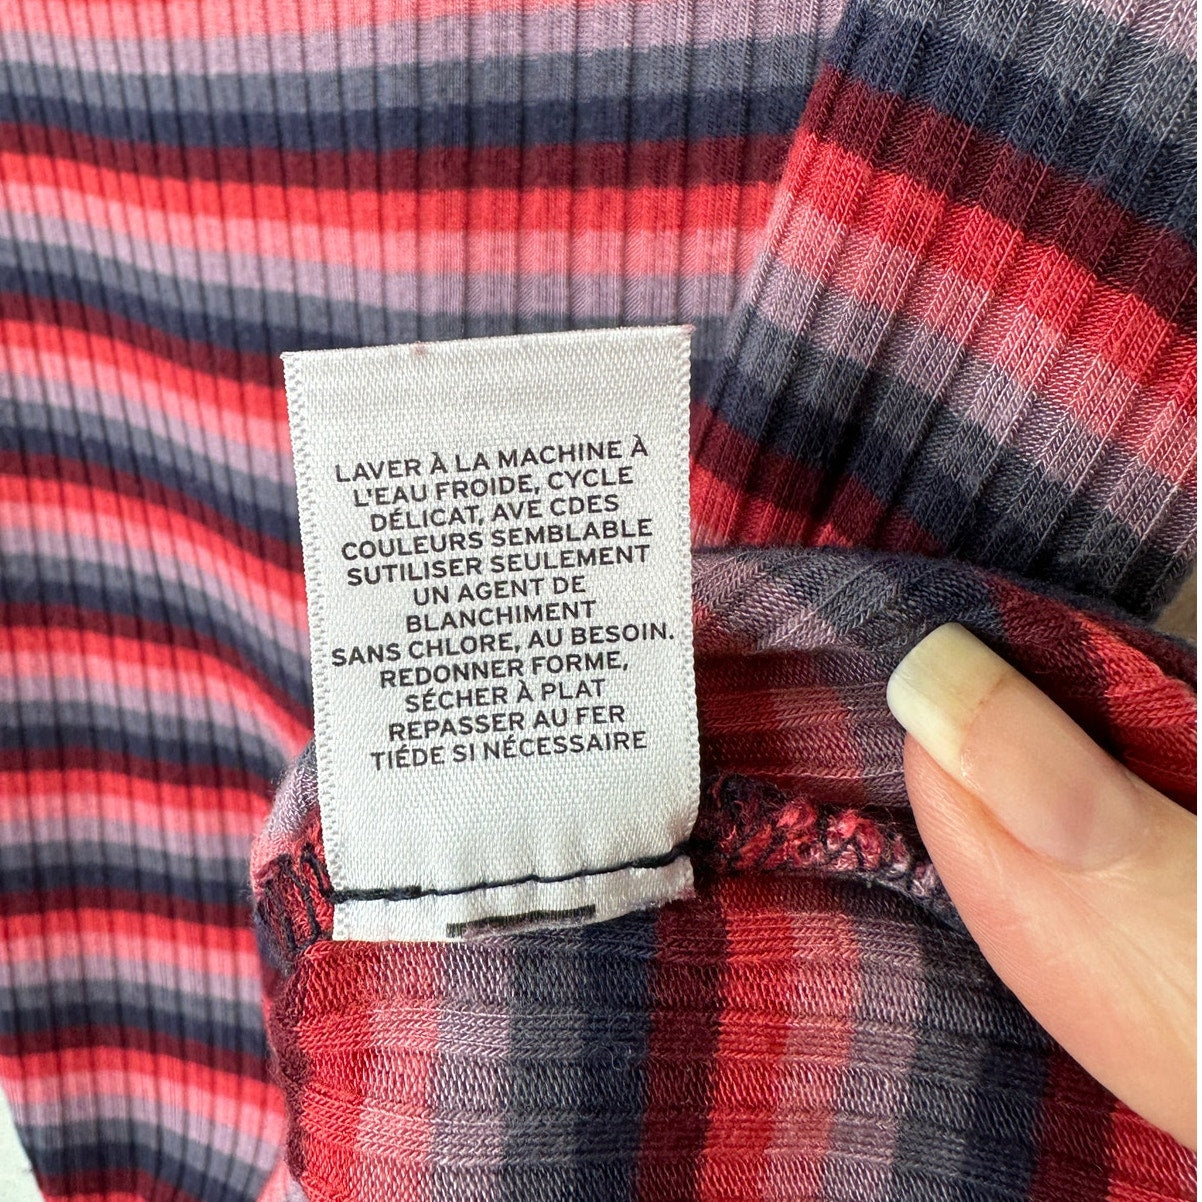 LAVER À LA MACHINE À
L'EAU FROIDE, CYCLE
DÉLICAT, AVE CDES
COULEURS SEMBLABLE
SUTILISER SEULEMENT
UN AGENT DE
BLANCHIMENT
SANS CHLORE, AU BESOIN.
REDONNER FORME,
SÉCHER À PLAT
REPASSER AU FER
TIÉDE SI NÉCESSAIRE